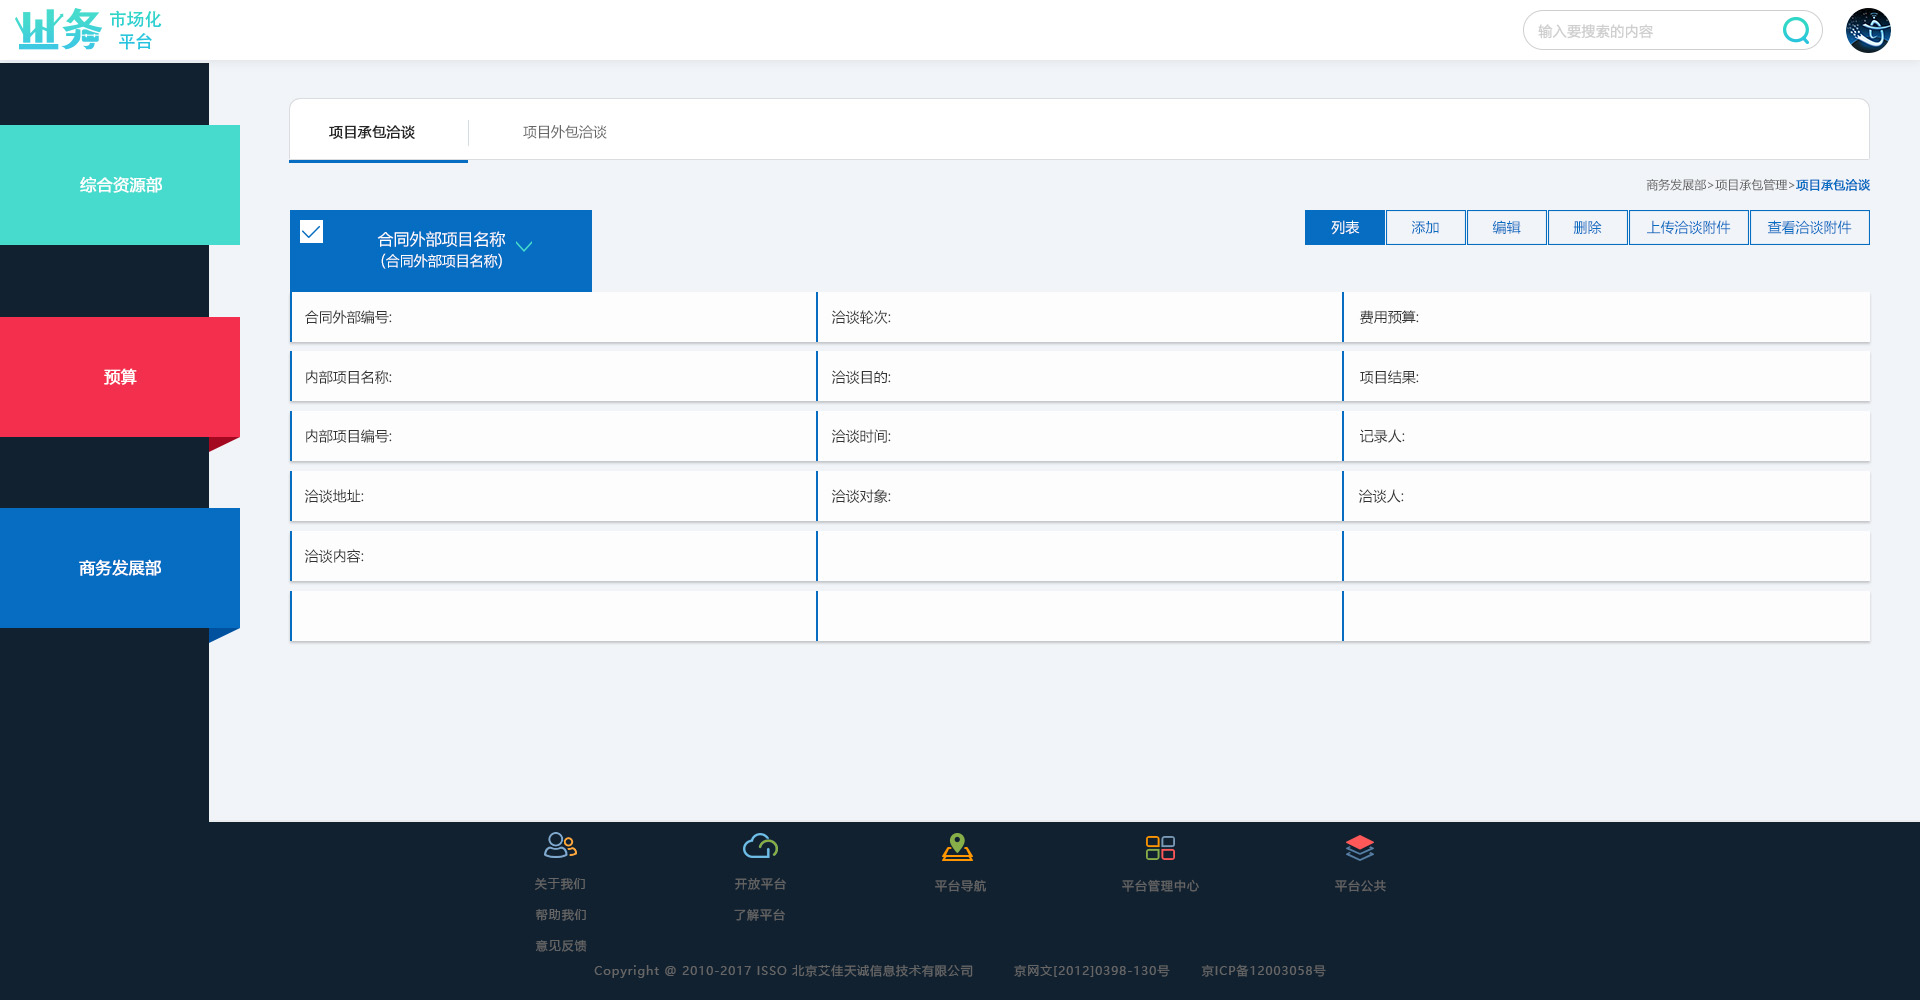 业务 市场化
平台
输入要搜索的内容
项目承包洽谈
项目外包洽谈
商务发展部>项目承包管理>项目承包洽谈
综合资源部
预算
商务发展部
合同外部项目名称
(合同外部项目名称)
列表
添加
编辑
删除
上传洽谈附件
查看洽谈附件
合同外部编号:
洽谈轮次:
费用预算:
内部项目名称:
洽谈目的:
项目结果:
内部项目编号:
洽谈时间:
记录人:
洽谈地址:
洽谈对象:
洽谈人:
洽谈内容:
关于我们
开放平台
平台导航
平台管理中心
平台公共
帮助我们
了解平台
意见反馈
Copyright @ 2010-2017 ISSO 北京艾佳天诚信息技术有限公司 京网文[2012]0398-130号 京ICP备12003058号